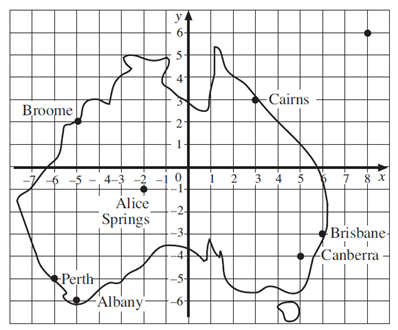 y
6
5
4
Cairns
3
Broome
2
1
–7 –6 –5 –4 –3 –2 –1 0 1 2 3 4 5 6 7 8 x
–1
Alice
Springs
–2
–3
Brisbane
–4
Canberra
Perth
–5
Albany
–6